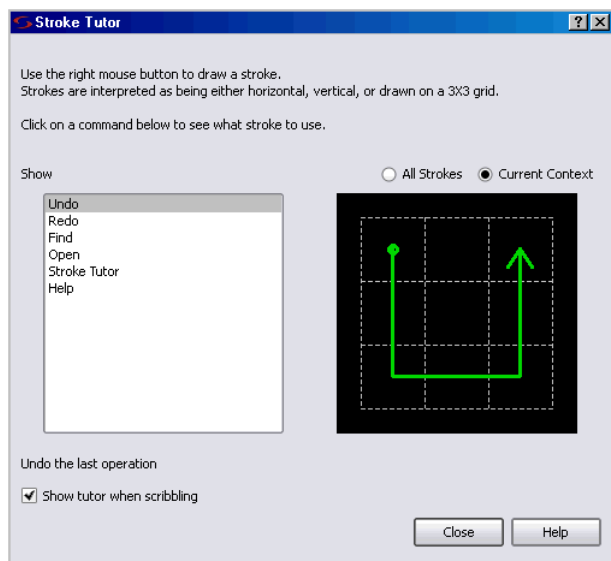 Stroke Tutor
Use the right mouse button to draw a stroke.
Strokes are interpreted as being either horizontal, vertical, or drawn on a 3X3 grid.
Click on a command below to see what stroke to use.
Show
All Strokes
Current Context
Undo
Redo
Find
Open
Stroke Tutor
Help
Undo the last operation
Show tutor when scribbling
Close
Help